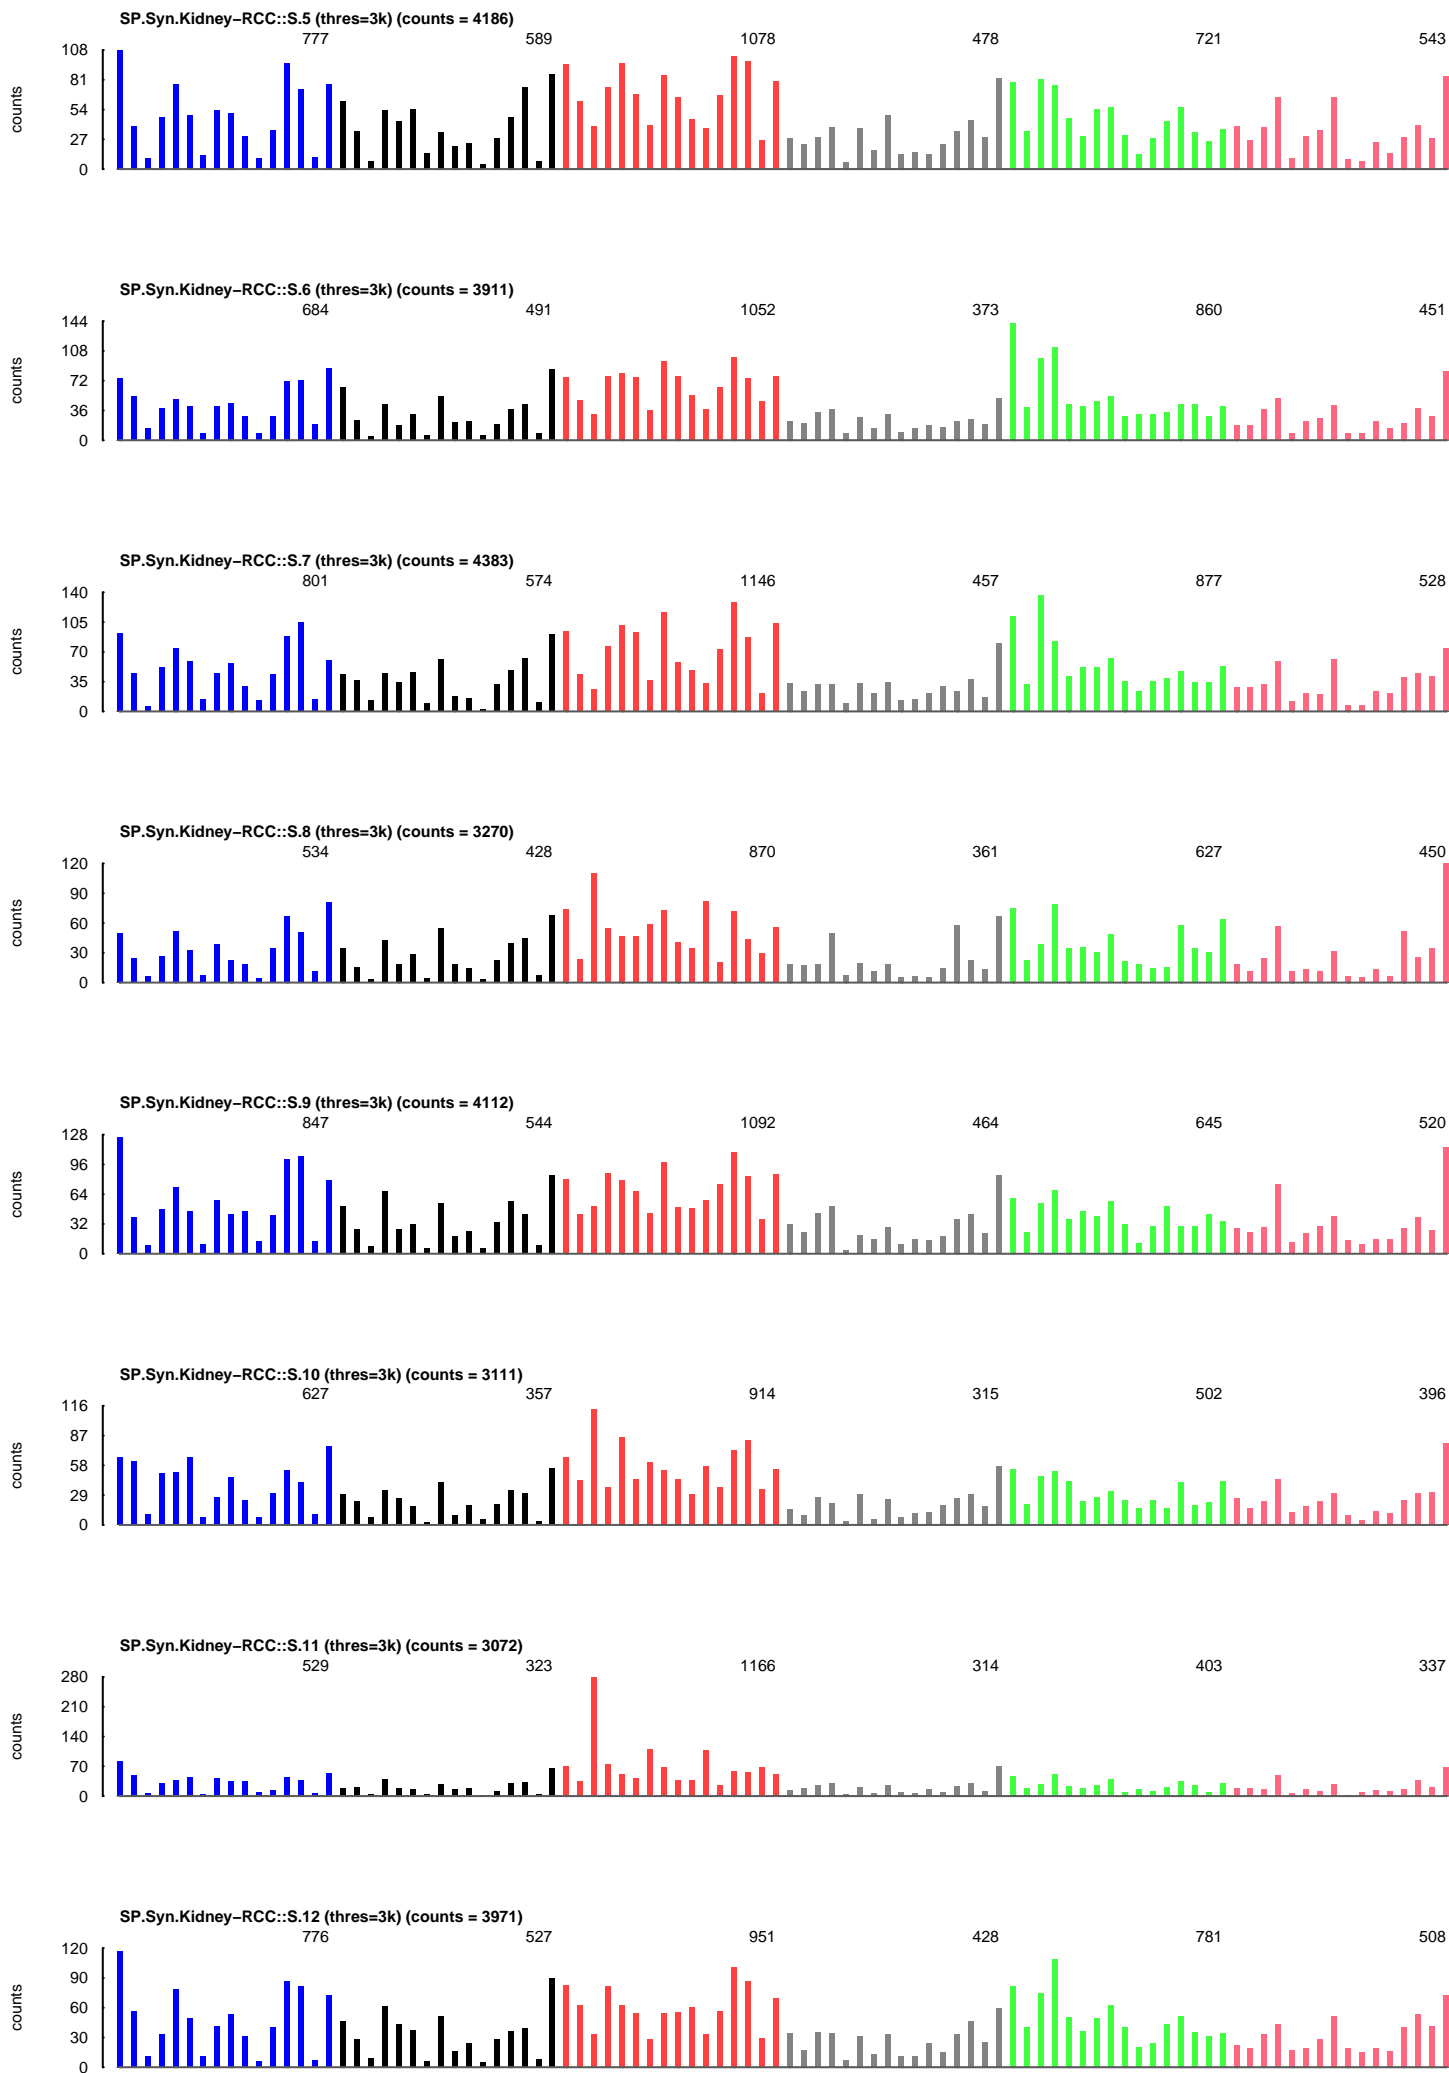 SP.Syn.Kidney−RCC::S.5 (thres=3k) (counts = 4186)
777 589 1078 478 721 543
108
81
54
27
0
counts
SP.Syn.Kidney−RCC::S.6 (thres=3k) (counts = 3911)
684 491 1052 373 860 451
144
108
72
36
0
counts
SP.Syn.Kidney−RCC::S.7 (thres=3k) (counts = 4383)
801 574 1146 457 877 528
140
105
70
35
0
counts
SP.Syn.Kidney−RCC::S.8 (thres=3k) (counts = 3270)
534 428 870 361 627 450
120
90
60
30
0
counts
SP.Syn.Kidney−RCC::S.9 (thres=3k) (counts = 4112)
847 544 1092 464 645 520
128
96
64
32
0
counts
SP.Syn.Kidney−RCC::S.10 (thres=3k) (counts = 3111)
627 357 914 315 502 396
116
87
58
29
0
counts
SP.Syn.Kidney−RCC::S.11 (thres=3k) (counts = 3072)
529 323 1166 314 403 337
280
210
140
70
0
counts
SP.Syn.Kidney−RCC::S.12 (thres=3k) (counts = 3971)
776 527 951 428 781 508
120
90
60
30
0
counts